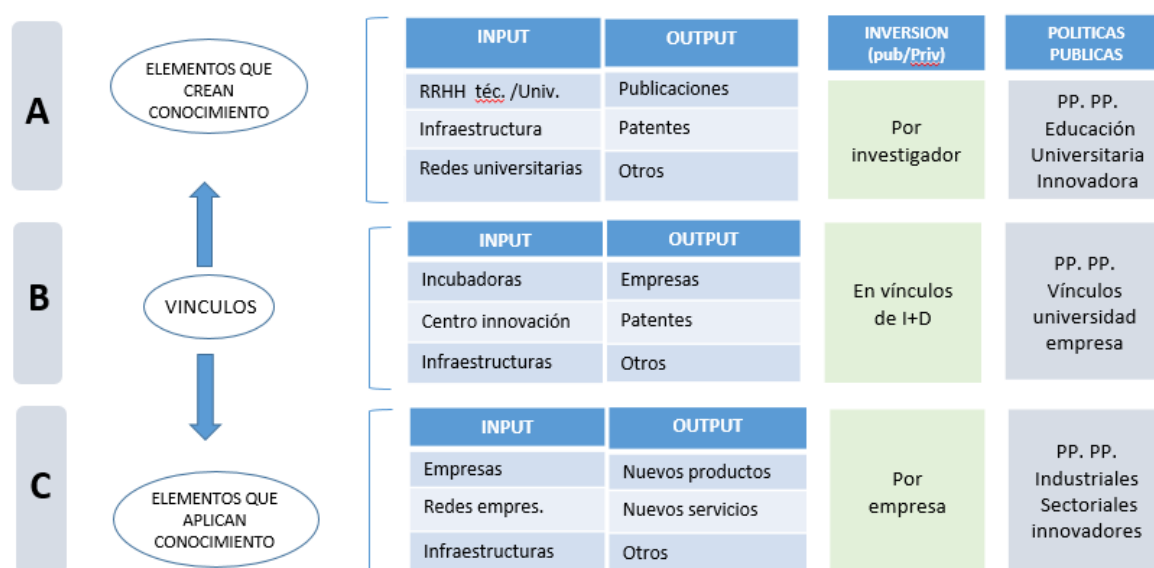 INPUT
OUTPUT
INVERSION
(pub/Priv)
POLITICAS
PUBLICAS
A
ELEMENTOS QUE
CREAN
CONOCIMIENTO
RRHH téc. /Univ.
Publicaciones
Infraestructura
Patentes
Redes universitarias
Otros
Por
investigador
PP. PP.
Educación
Universitaria
Innovadora
B
VINCULOS
INPUT
OUTPUT
Incubadoras
Empresas
Centro innovación
Patentes
Infraestructuras
Otros
En vínculos
de I+D
PP. PP.
Vínculos
universidad
empresa
C
ELEMENTOS QUE
APLICAN
CONOCIMIENTO
INPUT
OUTPUT
Empresas
Nuevos productos
Redes empres.
Nuevos servicios
Infraestructuras
Otros
Por
empresa
PP. PP.
Industriales
Sectoriales
innovadores